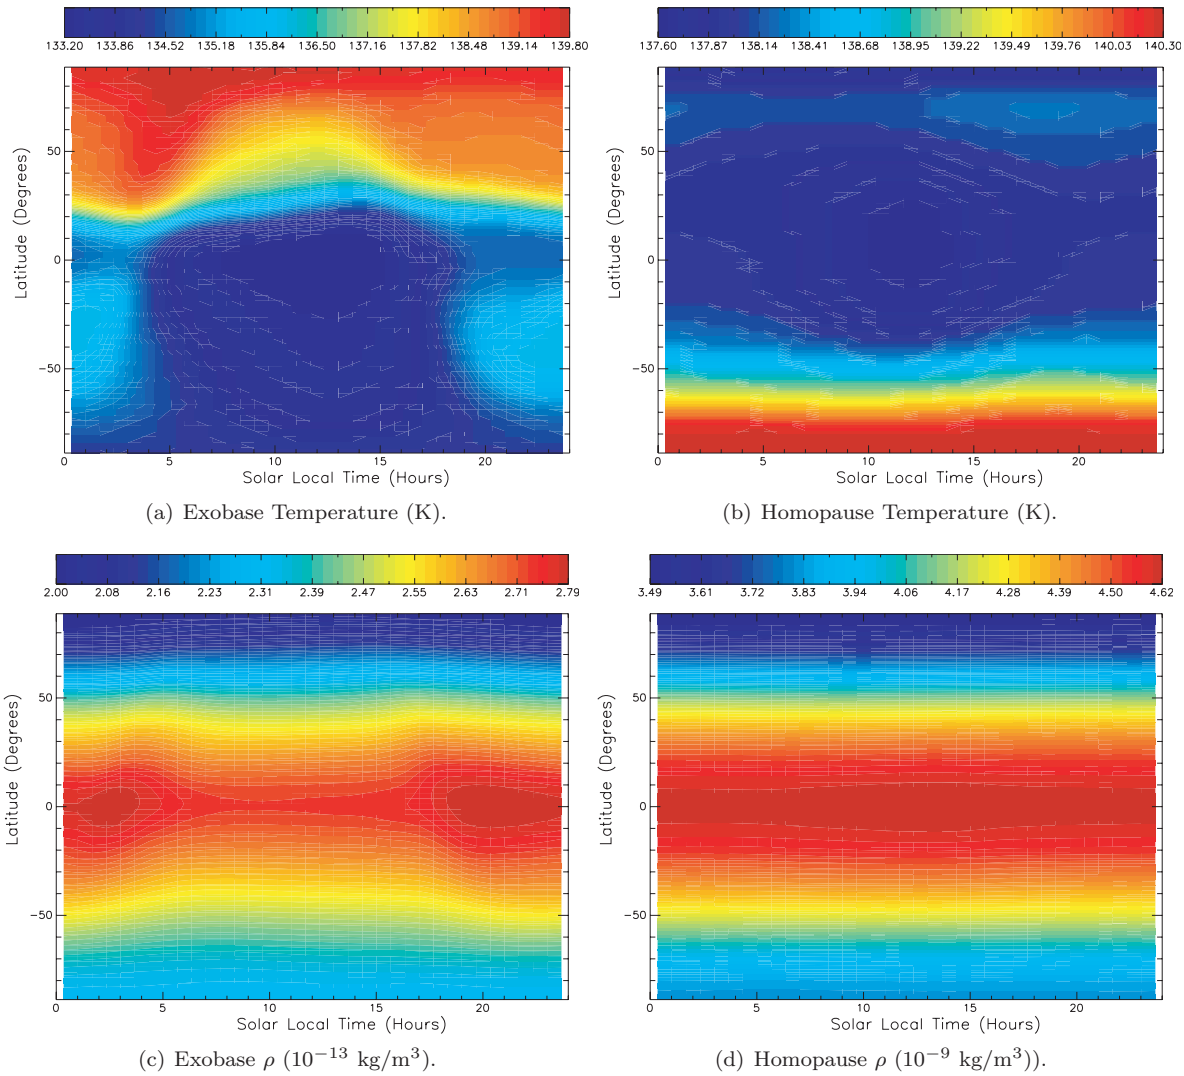 133.20 133.86 134.52 135.18 135.84 136.50 137.16 137.82 138.48 139.14 139.80
50
0
−50
Latitude (Degrees)
0 5 10 15 20
Solar Local Time (Hours)
(a) Exobase Temperature (K).
137.60 137.87 138.14 138.41 138.68 138.95 139.22 139.49 139.76 140.03 140.30
50
0
−50
Latitude (Degrees)
0 5 10 15 20
Solar Local Time (Hours)
(b) Homopause Temperature (K).
2.00 2.08 2.16 2.23 2.31 2.39 2.47 2.55 2.63 2.71 2.79
50
0
−50
Latitude (Degrees)
0 5 10 15 20
Solar Local Time (Hours)
(c) Exobase ρ (10⁻¹³ kg/m³).
3.49 3.61 3.72 3.83 3.94 4.06 4.17 4.28 4.39 4.50 4.62
50
0
−50
Latitude (Degrees)
0 5 10 15 20
Solar Local Time (Hours)
(d) Homopause ρ (10⁻⁹ kg/m³)).